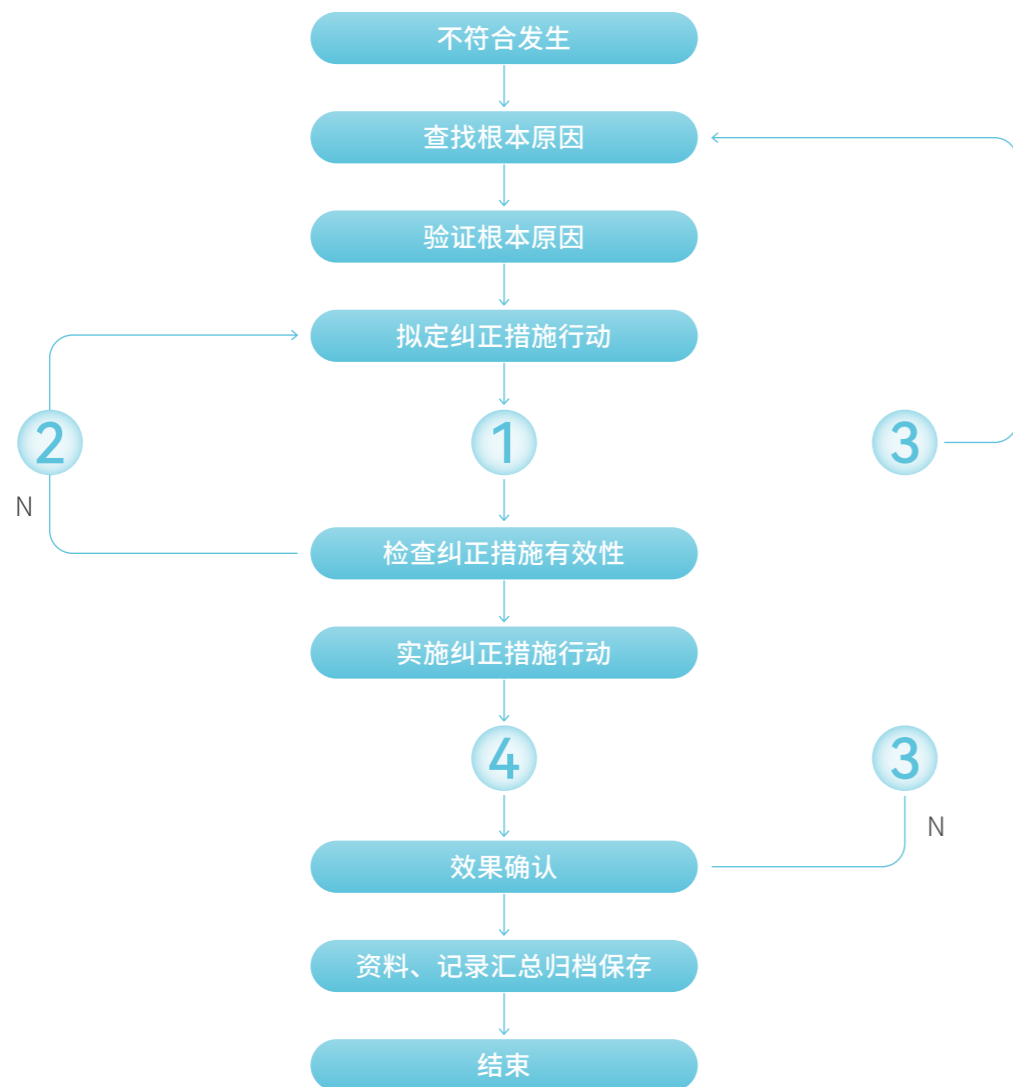 不符合发生
查找根本原因
验证根本原因
拟定纠正措施行动
2
1
3
N
检查纠正措施有效性
实施纠正措施行动
4
3
N
效果确认
资料、记录汇总归档保存
结束